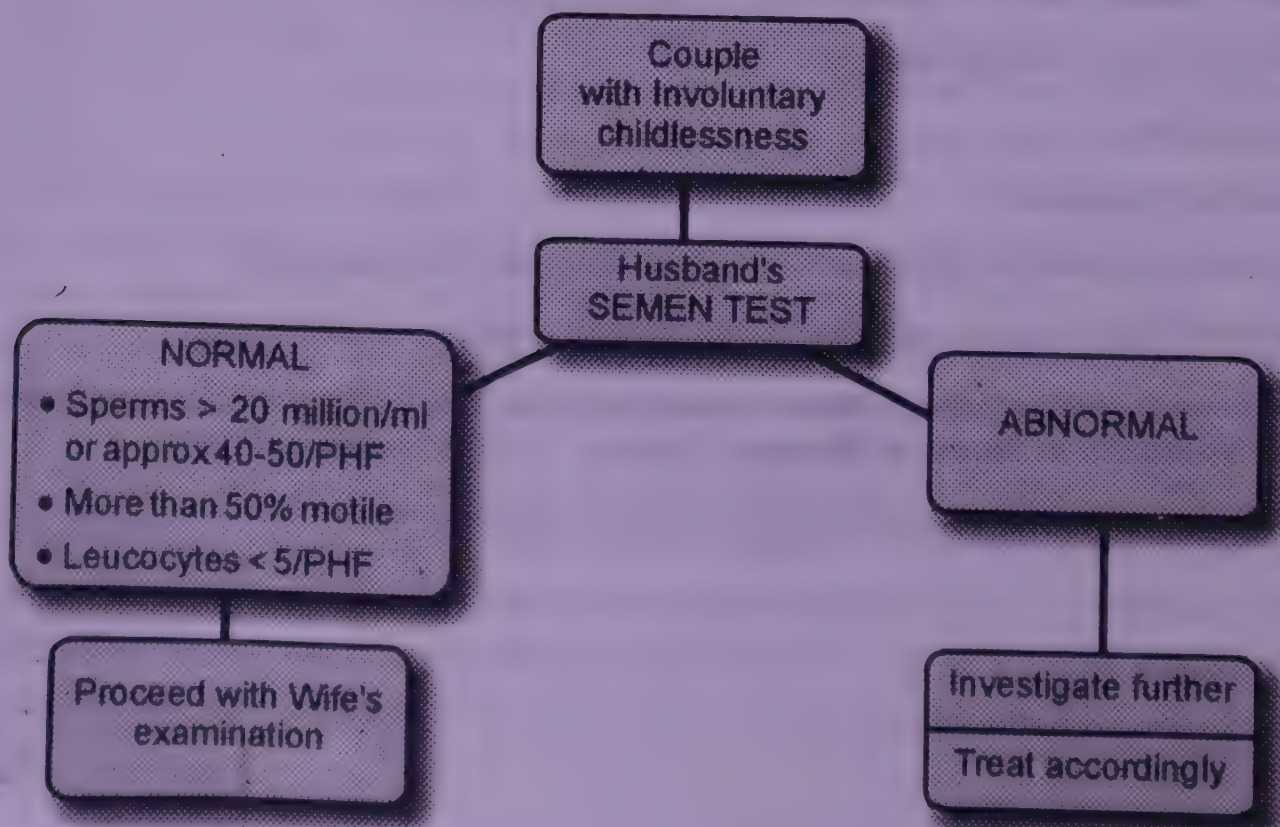 Couple
with Involuntary
childlessness
Husband's
SEMEN TEST
NORMAL
• Sperms > 20 million/ml
or approx 40-50/PHF
• More than 50% motile
• Leucocytes < 5/PHF
ABNORMAL
Proceed with Wife's
examination
Investigate further
Treat accordingly